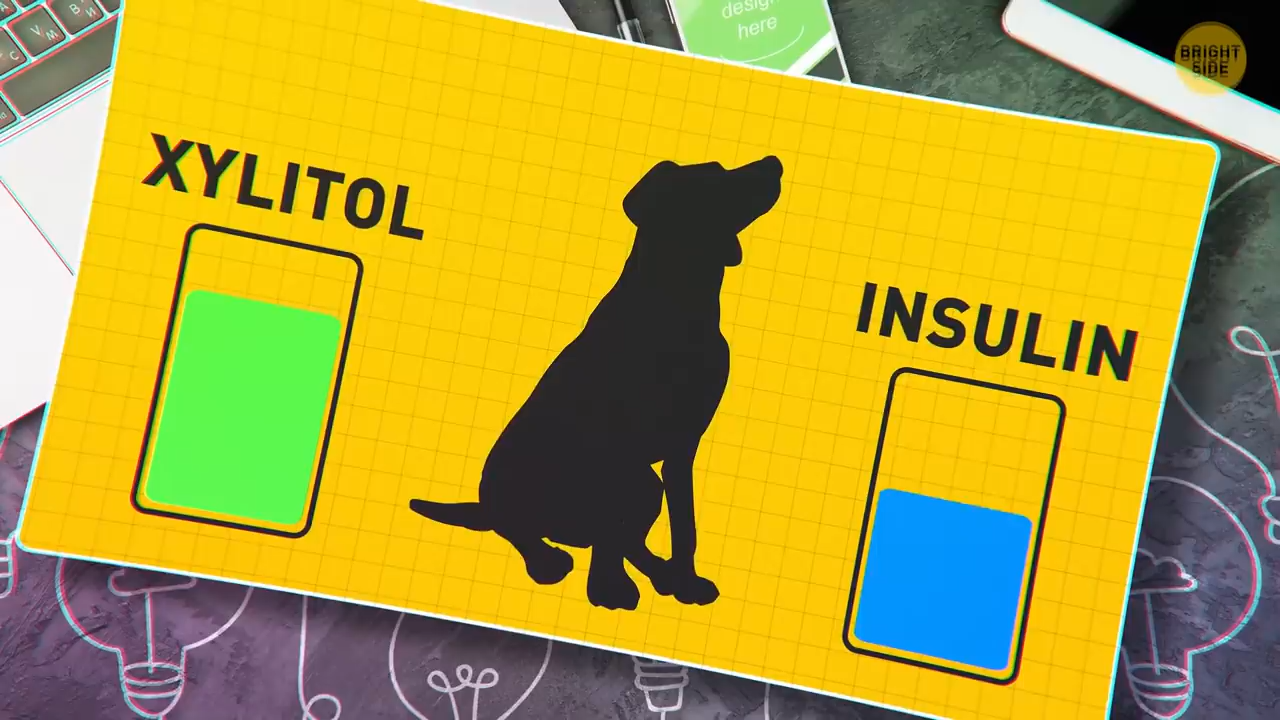 design
here
BRIGHT
SIDE
XYLITOL
INSULIN